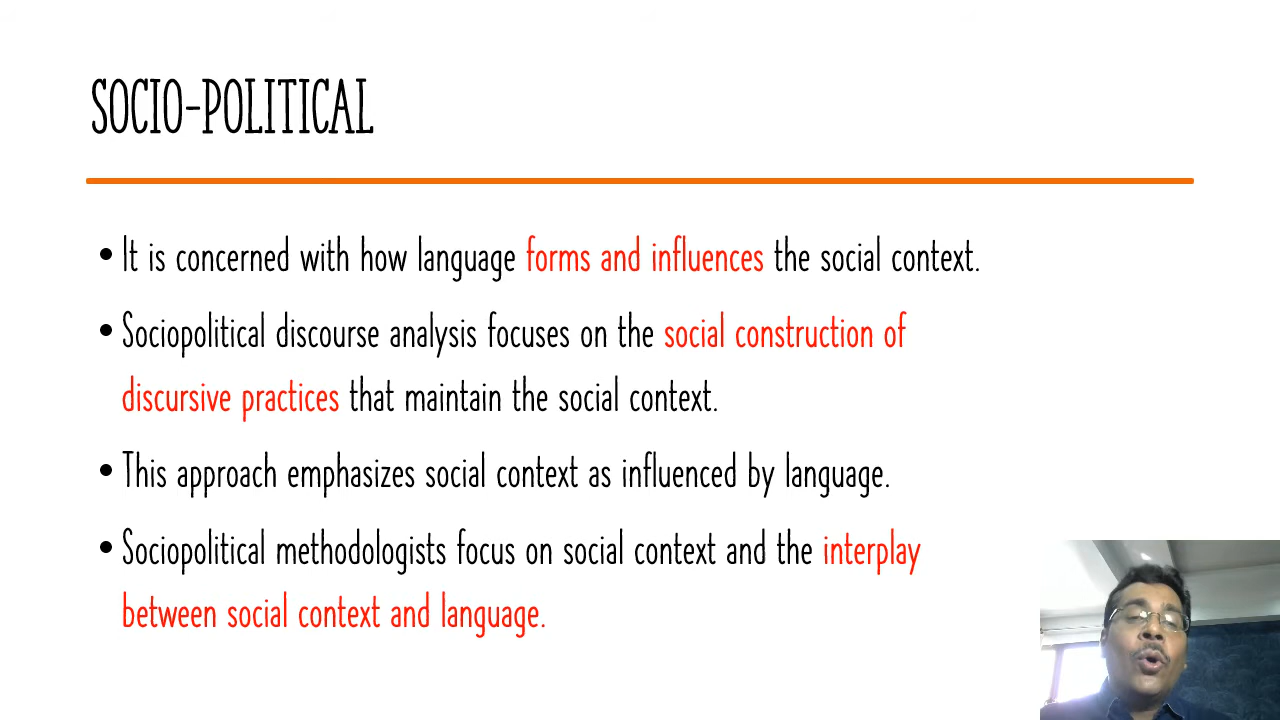 SOCIO-POLITICAL
• It is concerned with how language forms and influences the social context.
• Sociopolitical discourse analysis focuses on the social construction of
discursive practices that maintain the social context.
• This approach emphasizes social context as influenced by language.
• Sociopolitical methodologists focus on social context and the interplay
between social context and language.